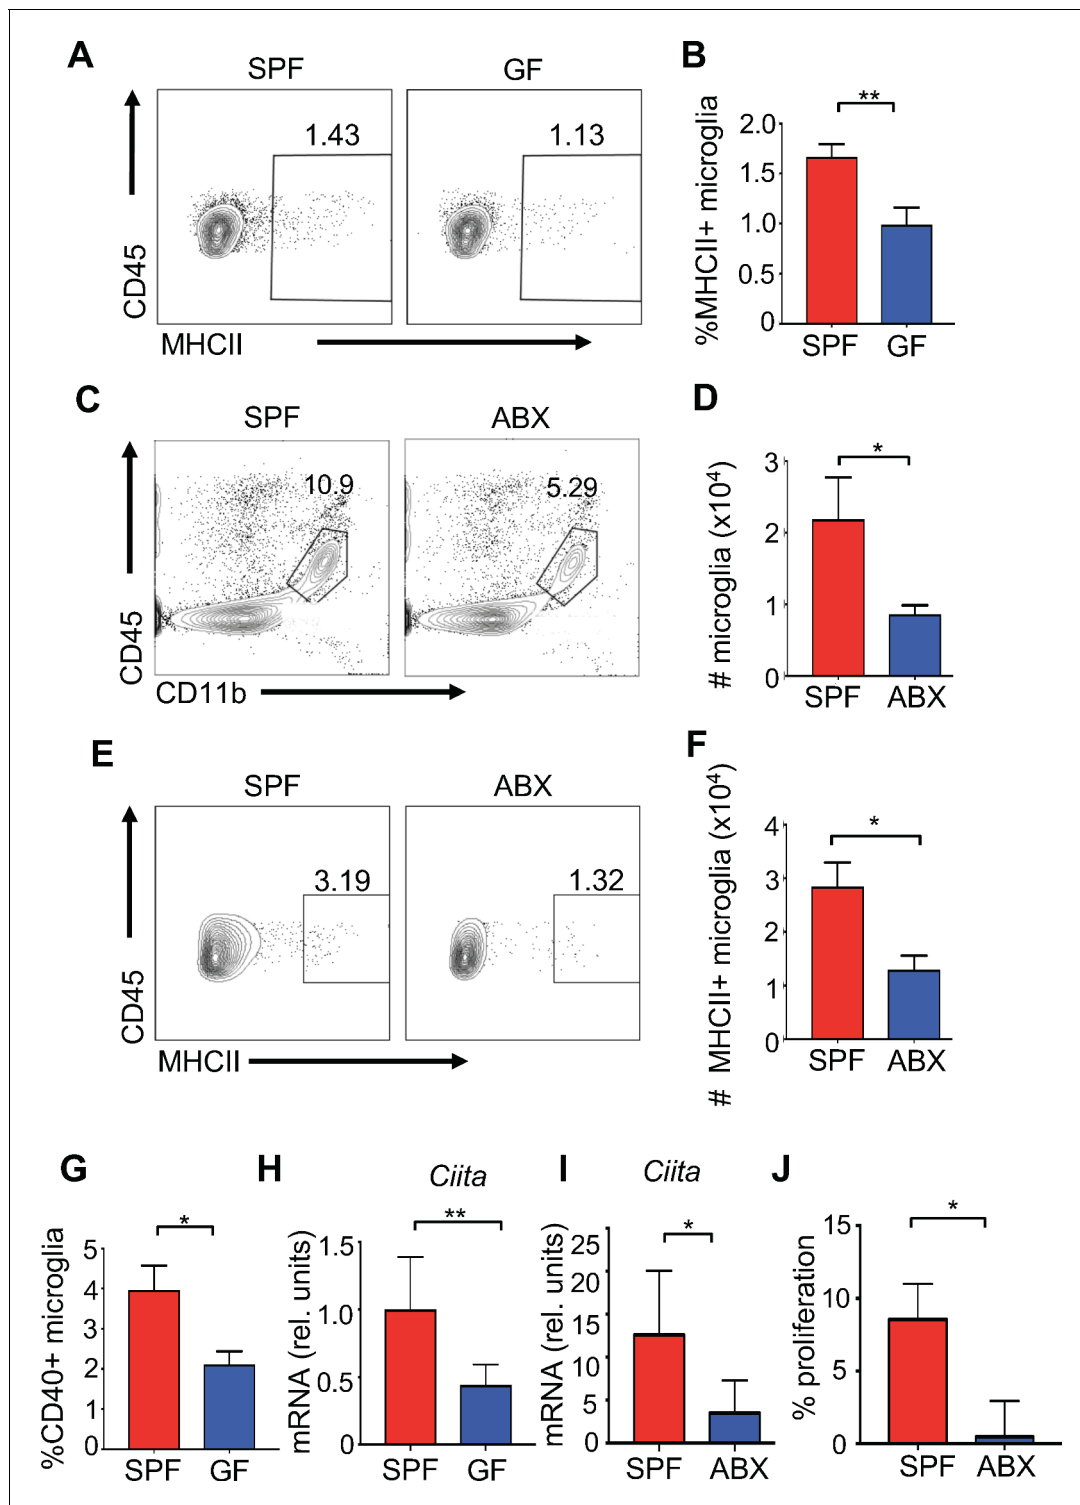 A
SPF
GF
1.43
1.13
CD45
MHCII
B
**
%MHCII+ microglia
2.0
1.5
1.0
0.5
0
SPF
GF
C
SPF
ABX
10.9
5.29
CD45
CD11b
D
*
# microglia (x10⁴)
3
2
1
0
SPF
ABX
E
SPF
ABX
3.19
1.32
CD45
MHCII
F
*
# MHCII+ microglia (x10⁴)
4
3
2
1
0
SPF
ABX
G
*
%CD40+ microglia
5
4
3
2
1
0
SPF
GF
H
Ciita
**
mRNA (rel. units)
1.5
1.0
0.5
0
SPF
GF
I
Ciita
*
mRNA (rel. units)
25
20
15
10
5
0
SPF
ABX
J
*
% proliferation
15
10
5
0
SPF
ABX